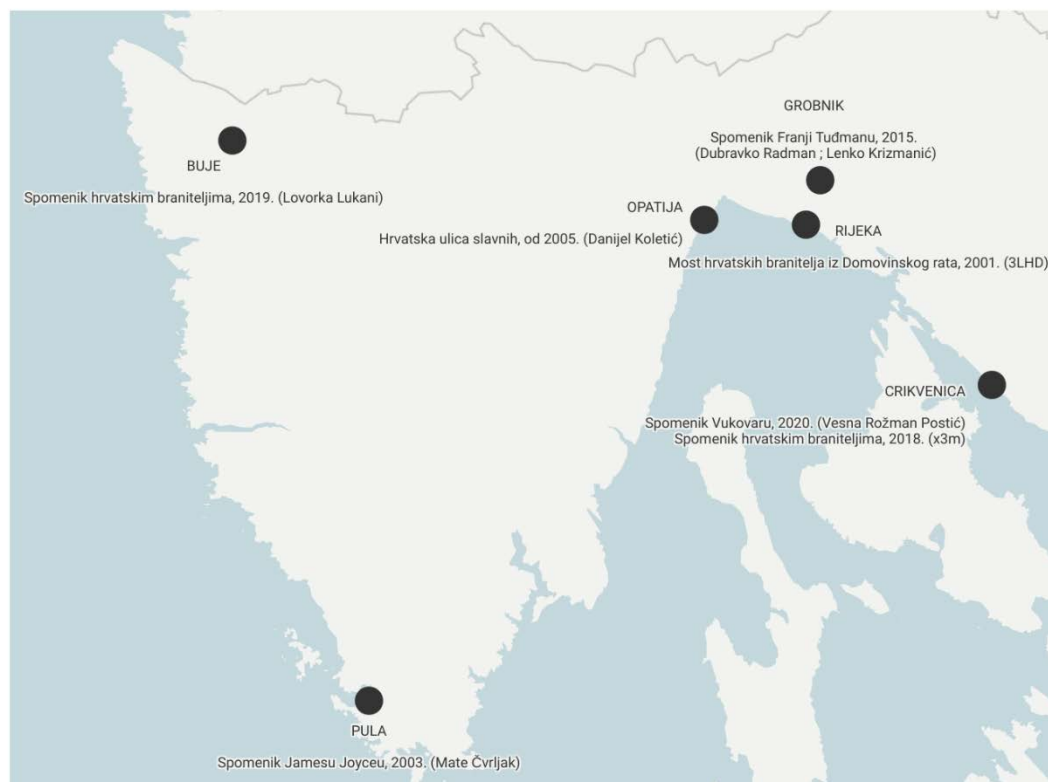 GROBNIK
Spomenik Franji Tuđmanu, 2015.
(Dubravko Radman ; Lenko Krizmanić)
BUJE
Spomenik hrvatskim braniteljima, 2019. (Lovorka Lukani)
OPATIJA
Hrvatska ulica slavnih, od 2005. (Danijel Koletić)
RIJEKA
Most hrvatskih branitelja iz Domovinskog rata, 2001. (3LHD)
CRIKVENICA
Spomenik Vukovaru, 2020. (Vesna Rožman Postić)
Spomenik hrvatskim braniteljima, 2018. (x3m)
PULA
Spomenik Jamesu Joyceu, 2003. (Mate Čvrljak)